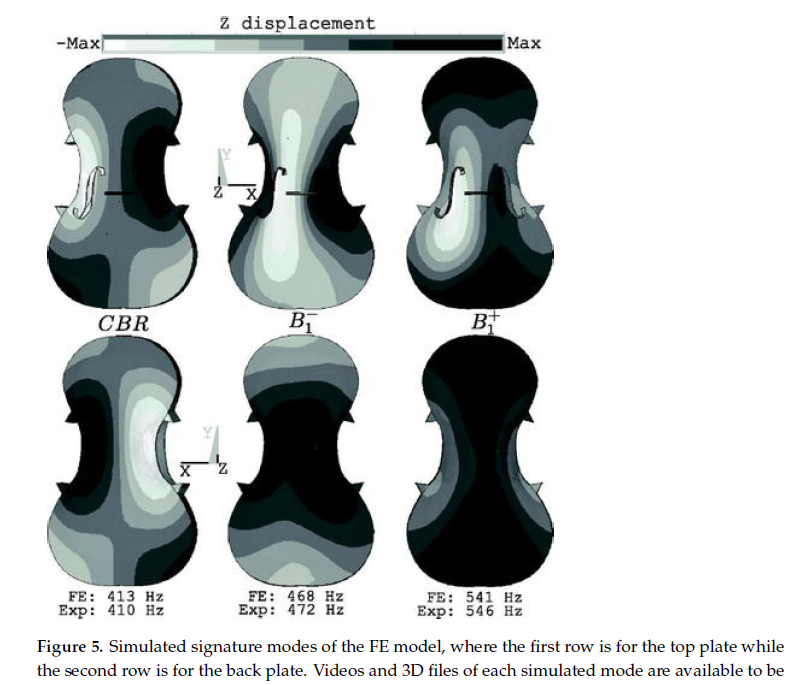 Z displacement
-Max Max
Y
Z X
CBR B₁⁻ B₁⁺
Y
X Z
FE: 413 Hz FE: 468 Hz FE: 541 Hz
Exp: 410 Hz Exp: 472 Hz Exp: 546 Hz
Figure 5. Simulated signature modes of the FE model, where the first row is for the top plate while
the second row is for the back plate. Videos and 3D files of each simulated mode are available to be